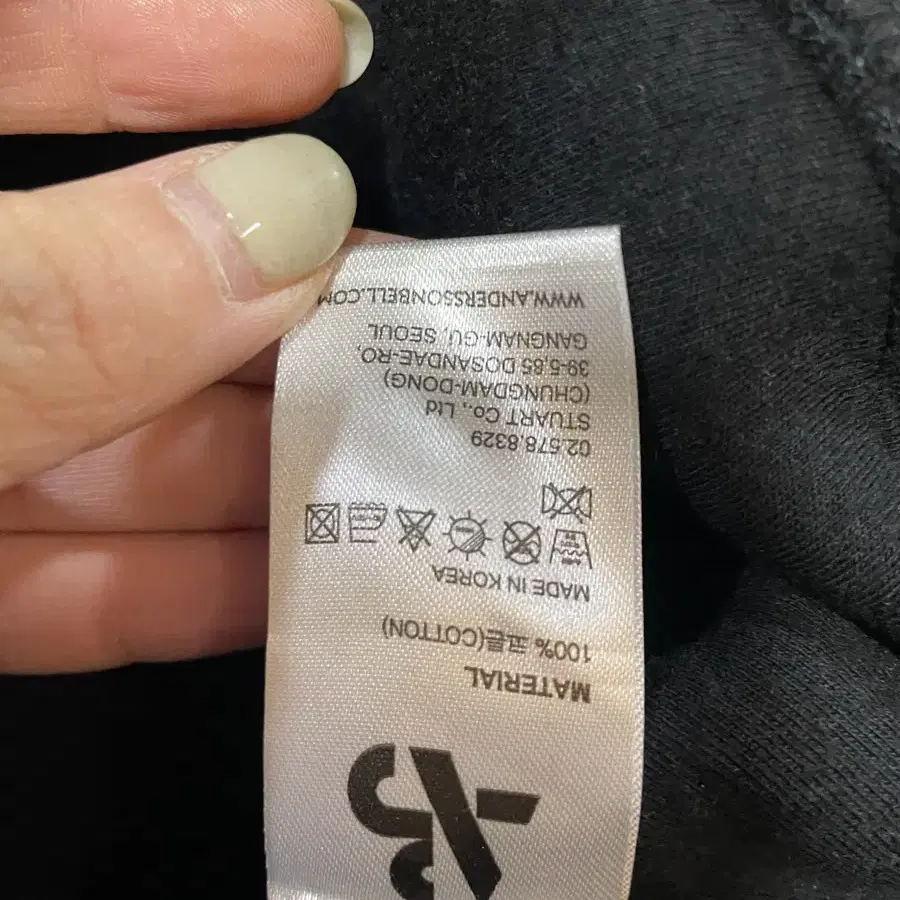 MATERIAL
100% 코튼(COTTON)
MADE IN KOREA
02.578.8329
STUART Co., Ltd
(CHUNGDAM-DONG)
39-5,85 DOSANDAE-RO,
GANGNAM-GU, SEOUL
WWW.ANDERSSONBELL.COM